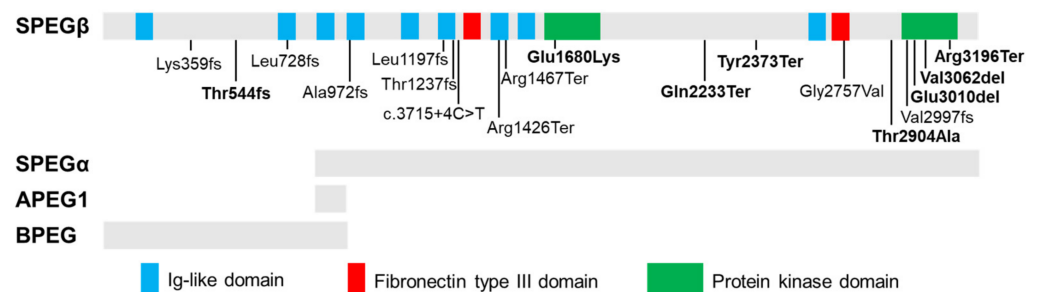 SPEGβ
Lys359fs
Thr544fs
Leu728fs
Ala972fs
Leu1197fs
Thr1237fs
c.3715+4C>T
Arg1426Ter
Arg1467Ter
Glu1680Lys
Gln2233Ter
Tyr2373Ter
Gly2757Val
Thr2904Ala
Val2997fs
Glu3010del
Val3062del
Arg3196Ter
SPEGα
APEG1
BPEG
Ig-like domain
Fibronectin type III domain
Protein kinase domain